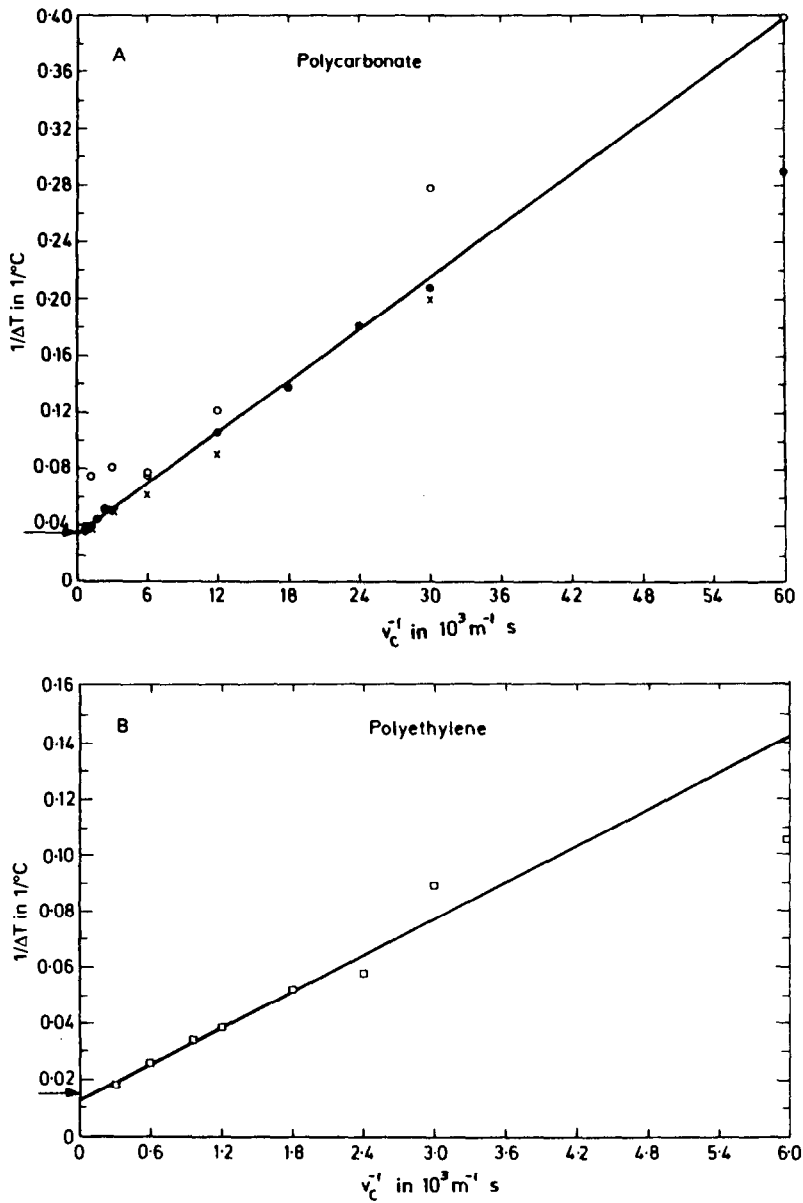 0·40
A
Polycarbonate
0·36
0·32
0·28
0·24
0·20
0·16
0·12
0·08
0·04
0
1/ΔT in 1/°C
0 6 12 18 24 30 36 42 48 54 60
v_C^-1 in 10³ m⁻¹ s
0·16
B
Polyethylene
0·14
0·12
0·10
0·08
0·06
0·04
0·02
0
1/ΔT in 1/°C
0 0·6 1·2 1·8 2·4 3·0 3·6 4·2 4·8 5·4 6·0
v_C^-1 in 10³ m⁻¹ s